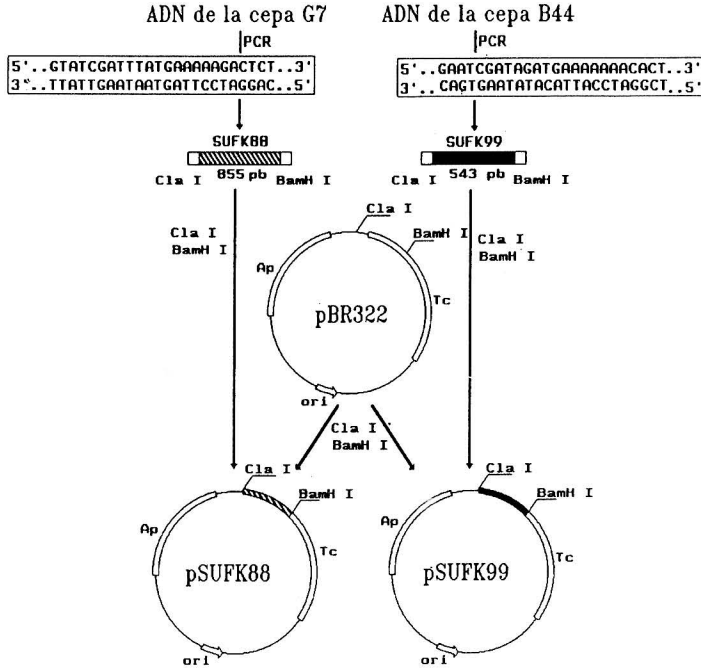 ADN de la cepa G7
ADN de la cepa B44
PCR
PCR
5'..GTATCGATTTATGAAAAAGACTCT..3'
3'..TTATTGAATAATGATTCCTAGGAC..5'
5'..GAATCGATAGATGAAAAAAACACT..3'
3'..CAGTGAATATACATTACCTAGGCT..5'
SUFK88
SUFK99
855 pb
543 pb
Cla I
BamH I
Cla I
BamH I
Cla I
BamH I
Cla I
BamH I
Cla I
BamH I
Ap
Tc
pBR322
ori
Cla I
BamH I
Cla I
BamH I
Cla I
BamH I
Ap
Tc
Ap
Tc
pSUFK88
pSUFK99
ori
ori